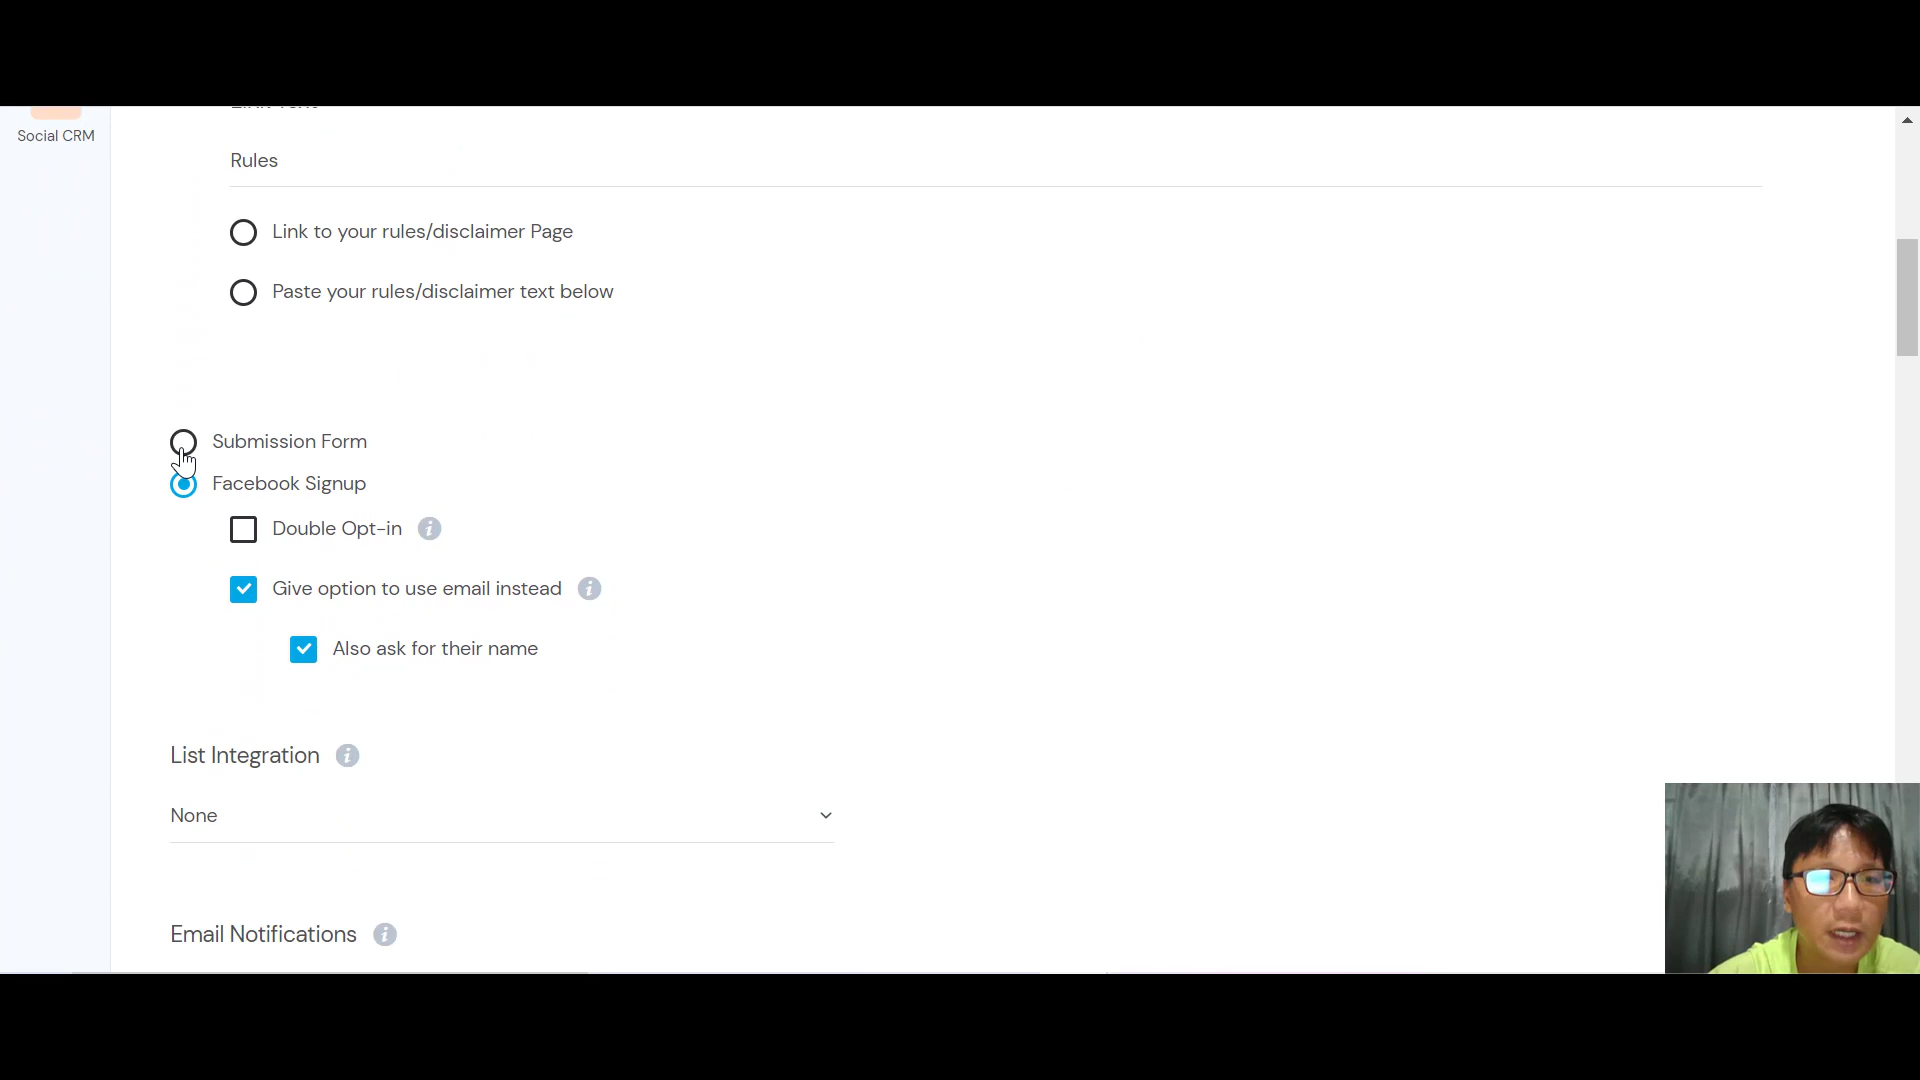 Social CRM
Rules
Link to your rules/disclaimer Page
Paste your rules/disclaimer text below
Submission Form
Facebook Signup
Double Opt-in
Give option to use email instead
Also ask for their name
List Integration
None
Email Notifications